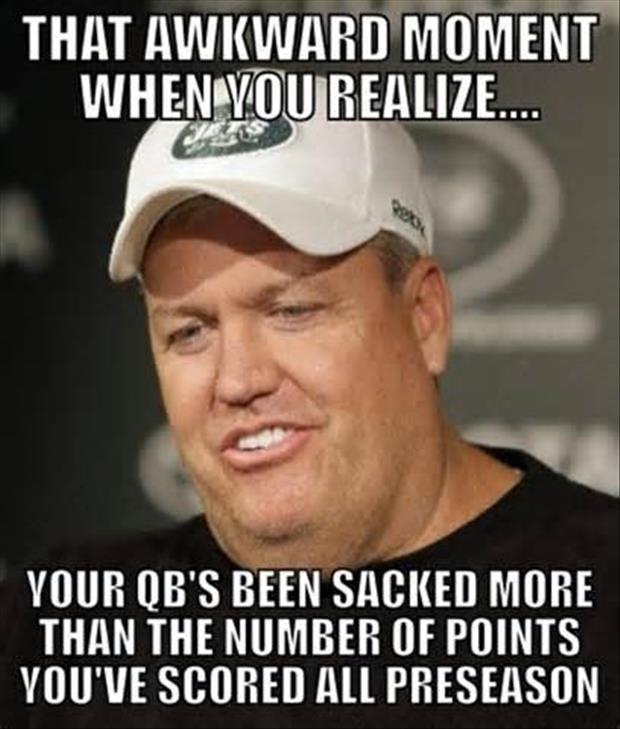 THAT AWKWARD MOMENT
WHEN YOU REALIZE....
JETS
Reebok
YOUR QB'S BEEN SACKED MORE
THAN THE NUMBER OF POINTS
YOU'VE SCORED ALL PRESEASON